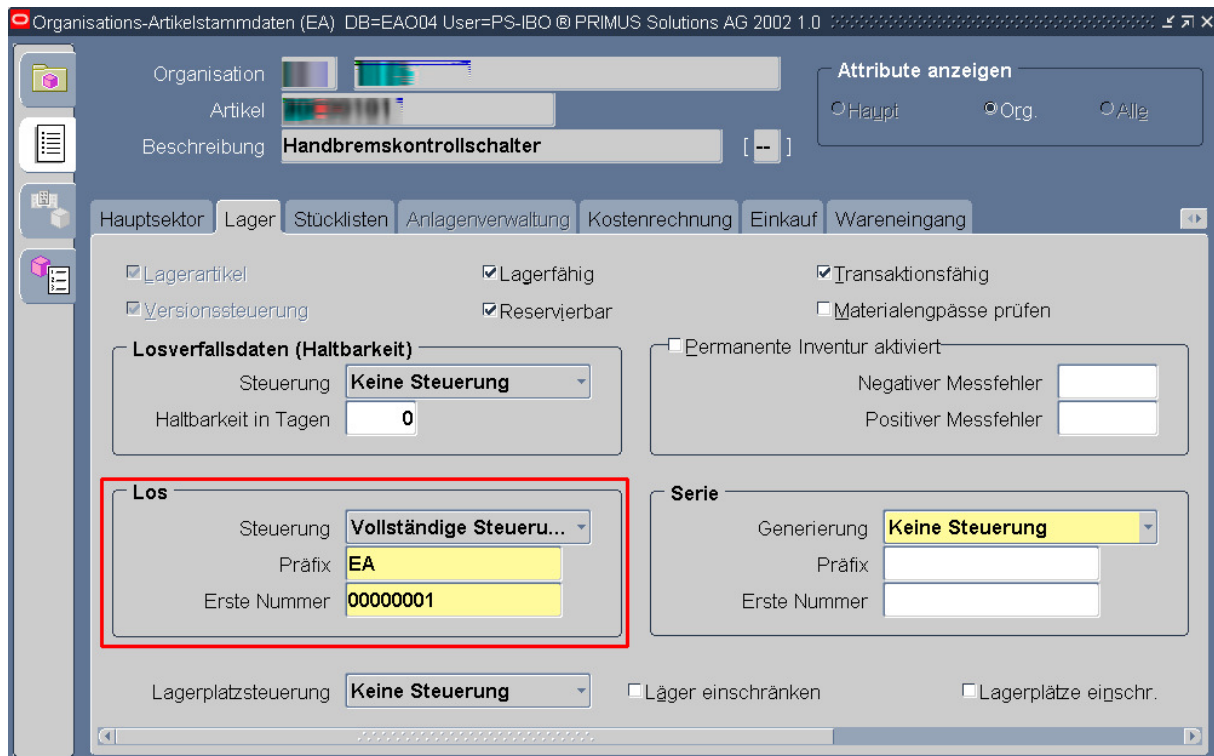 Organisations-Artikelstammdaten (EA) DB=EAO04 User=PS-IBO ® PRIMUS Solutions AG 2002 1.0
Organisation
Attribute anzeigen
Artikel
Haupt Org. Alle
Beschreibung Handbremskontrollschalter [ -- ]
Hauptsektor Lager Stücklisten Anlagenverwaltung Kostenrechnung Einkauf Wareneingang
Lagerartikel Lagerfähig Transaktionsfähig
Versionssteuerung Reservierbar Materialengpässe prüfen
Losverfallsdaten (Haltbarkeit) Permanente Inventur aktiviert
Steuerung Keine Steuerung Negativer Messfehler
Haltbarkeit in Tagen 0 Positiver Messfehler
Los Serie
Steuerung Vollständige Steueru... Generierung Keine Steuerung
Präfix EA Präfix
Erste Nummer 00000001 Erste Nummer
Lagerplatzsteuerung Keine Steuerung Läger einschränken Lagerplätze einschr.